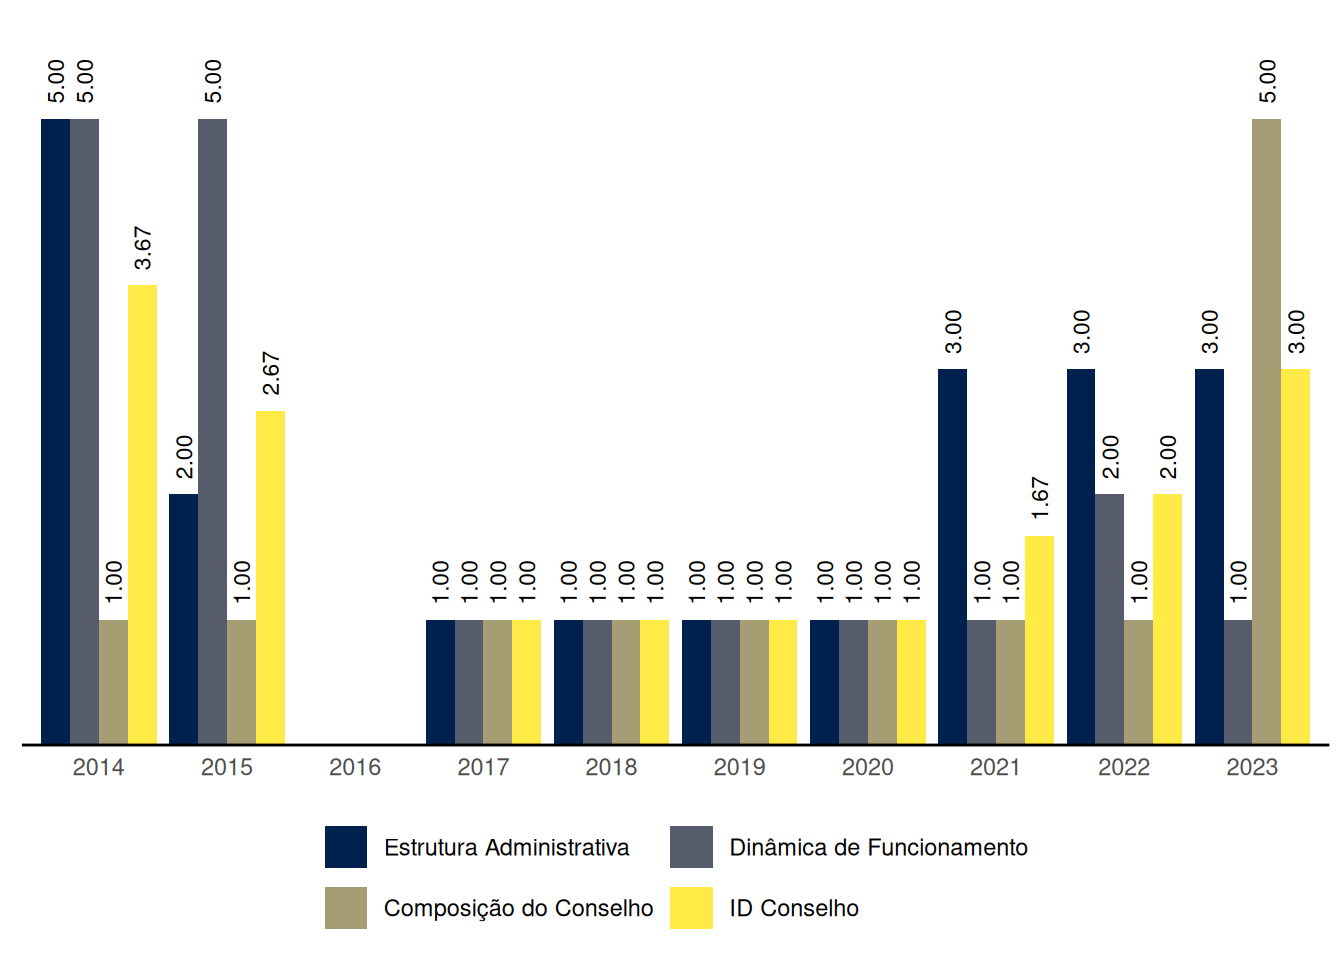 5.00 5.00 1.00 3.67 2.00 5.00 1.00 2.67 1.00 1.00 1.00 1.00 1.00 1.00 1.00 1.00 1.00 1.00 1.00 1.00 1.00 1.00 1.00 1.00 3.00 1.00 1.00 1.67 3.00 2.00 1.00 2.00 3.00 1.00 5.00 3.00
2014 2015 2016 2017 2018 2019 2020 2021 2022 2023
Estrutura Administrativa Dinâmica de Funcionamento
Composição do Conselho ID Conselho